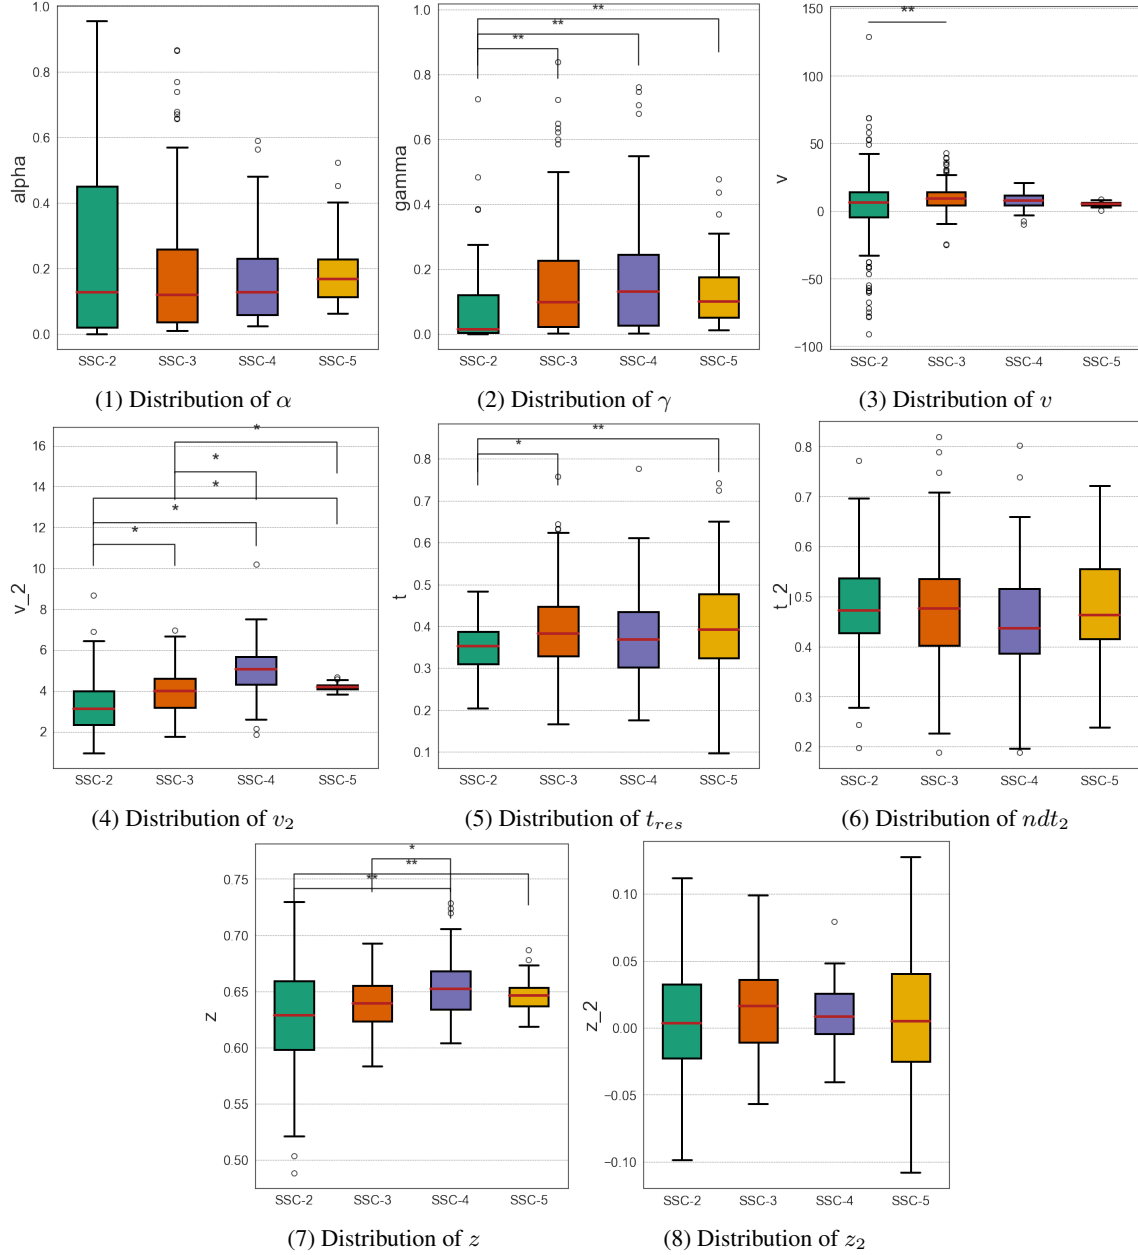 1.0
0.8
0.6
0.4
0.2
0.0
alpha
SSC-2 SSC-3 SSC-4 SSC-5
(1) Distribution of α
1.0
0.8
0.6
0.4
0.2
0.0
gamma
**
**
**
SSC-2 SSC-3 SSC-4 SSC-5
(2) Distribution of γ
150
100
50
0
−50
−100
v
**
SSC-2 SSC-3 SSC-4 SSC-5
(3) Distribution of v
16
14
12
10
8
6
4
2
v_2
*
*
*
*
*
SSC-2 SSC-3 SSC-4 SSC-5
(4) Distribution of v₂
0.8
0.7
0.6
0.5
0.4
0.3
0.2
0.1
t
**
*
SSC-2 SSC-3 SSC-4 SSC-5
(5) Distribution of t_res
0.8
0.7
0.6
0.5
0.4
0.3
0.2
t_2
SSC-2 SSC-3 SSC-4 SSC-5
(6) Distribution of ndt₂
0.75
0.70
0.65
0.60
0.55
0.50
z
*
**
**
SSC-2 SSC-3 SSC-4 SSC-5
(7) Distribution of z
0.10
0.05
0.00
−0.05
−0.10
z_2
SSC-2 SSC-3 SSC-4 SSC-5
(8) Distribution of z₂